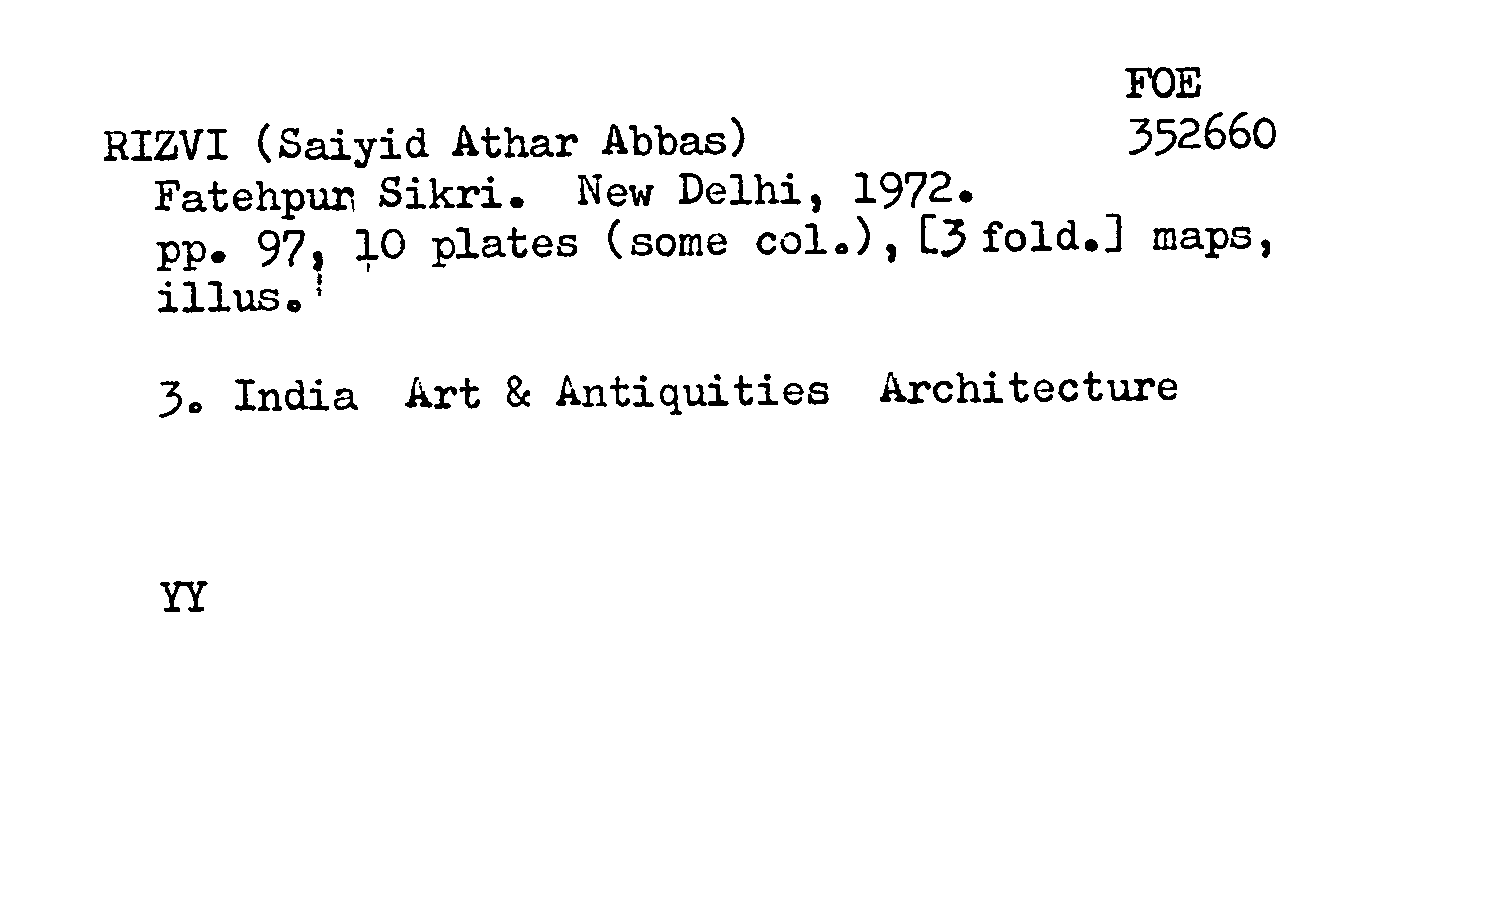 FOE
RIZVI (Saiyid Athar Abbas) 352660
Fatehpur Sikri. New Delhi, 1972.
pp. 97, 10 plates (some col.), [3 fold.] maps,
illus.
3. India Art & Antiquities Architecture
YY